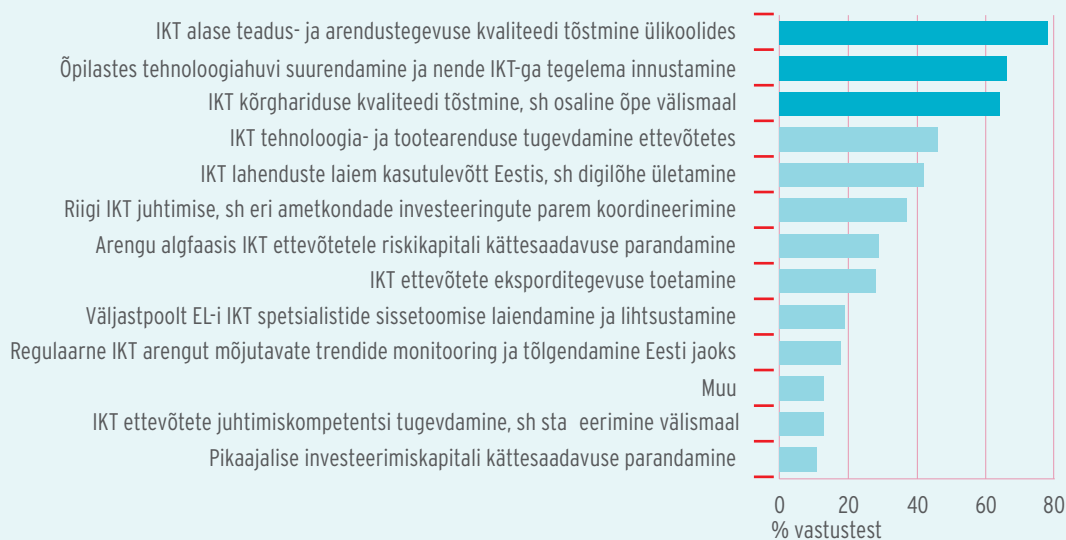 IKT alase teadus- ja arendustegevuse kvaliteedi tõstmine ülikoolides
Õpilastes tehnoloogiahuvi suurendamine ja nende IKT-ga tegelema innustamine
IKT kõrghariduse kvaliteedi tõstmine, sh osaline õpe välismaal
IKT tehnoloogia- ja tootearenduse tugevdamine ettevõtetes
IKT lahenduste laiem kasutulevõtt Eestis, sh digilõhe ületamine
Riigi IKT juhtimise, sh eri ametkondade investeeringute parem koordineerimine
Arengu algfaasis IKT ettevõtetele riskikapitali kättesaadavuse parandamine
IKT ettevõtete eksporditegevuse toetamine
Väljastpoolt EL-i IKT spetsialistide sissetoomise laiendamine ja lihtsustamine
Regulaarne IKT arengut mõjutavate trendide monitooring ja tõlgendamine Eesti jaoks
Muu
IKT ettevõtete juhtimiskompetentsi tugevdamine, sh sta eerimine välismaal
Pikaajalise investeerimiskapitali kättesaadavuse parandamine
0 20 40 60 80
% vastustest